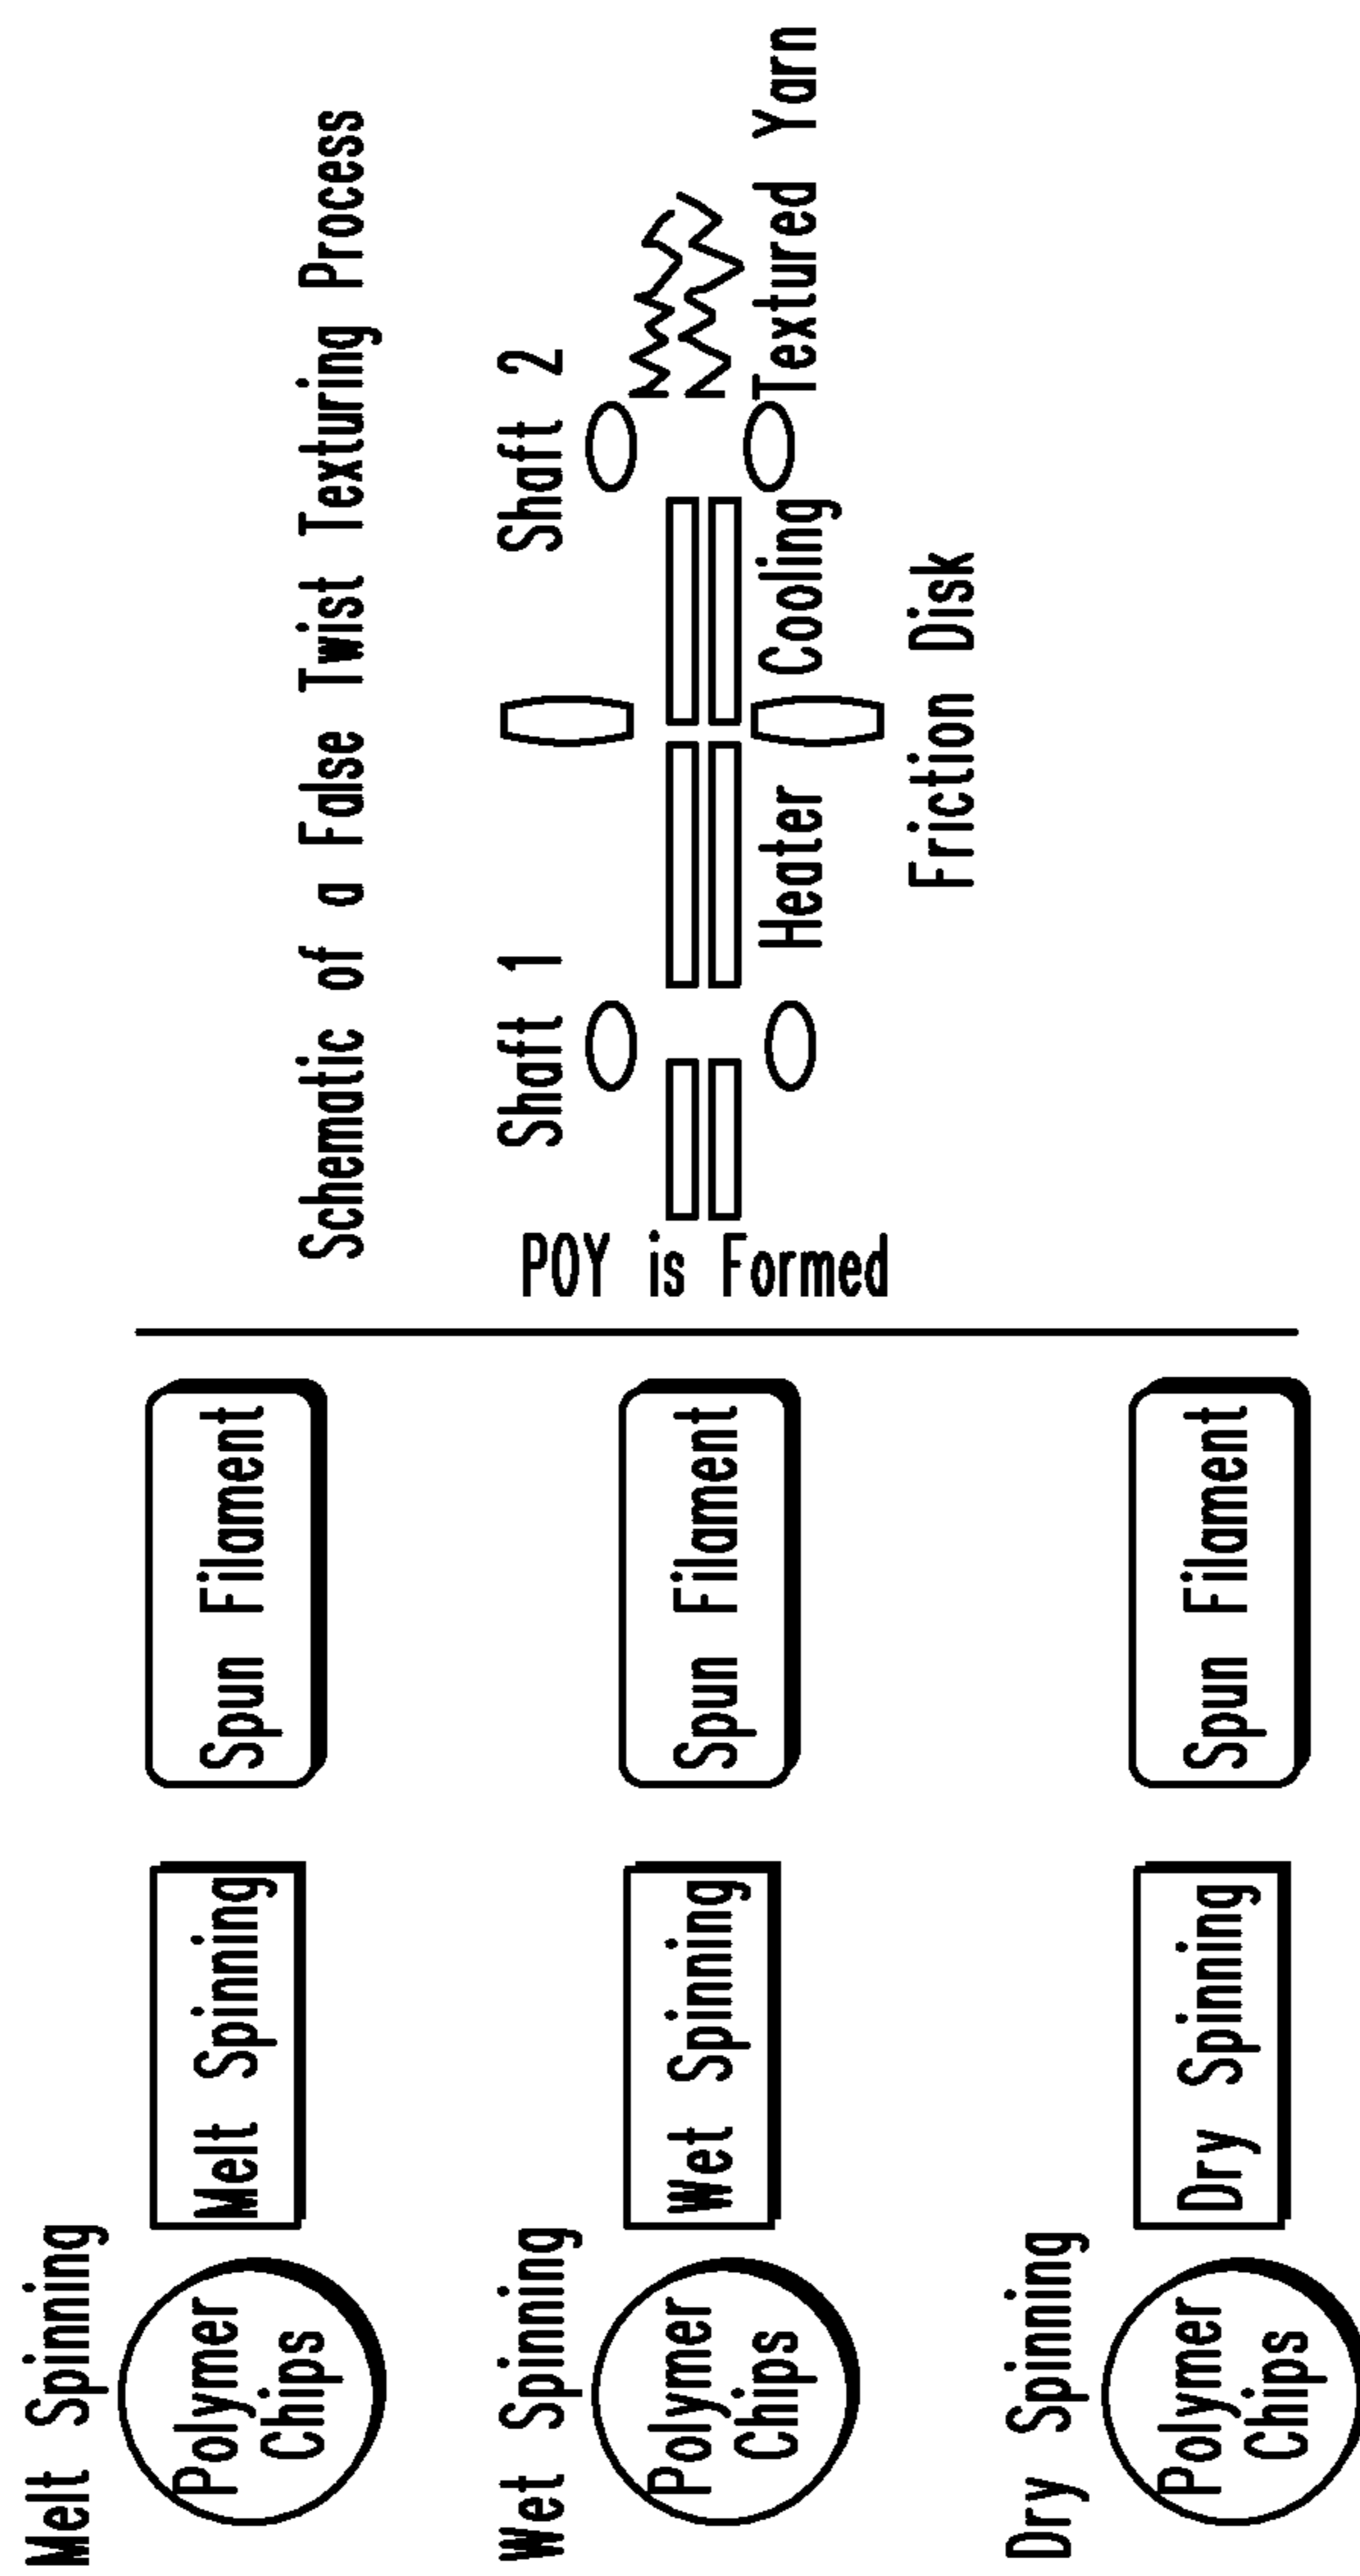 Melt Spinning
Polymer
Chips
Melt Spinning
Spun Filament
Wet Spinning
Polymer
Chips
Wet Spinning
Spun Filament
Dry Spinning
Polymer
Chips
Dry Spinning
Spun Filament
Schematic of a False Twist Texturing Process
POY is Formed
Shaft 1
Shaft 2
Heater
Cooling
Textured Yarn
Friction Disk